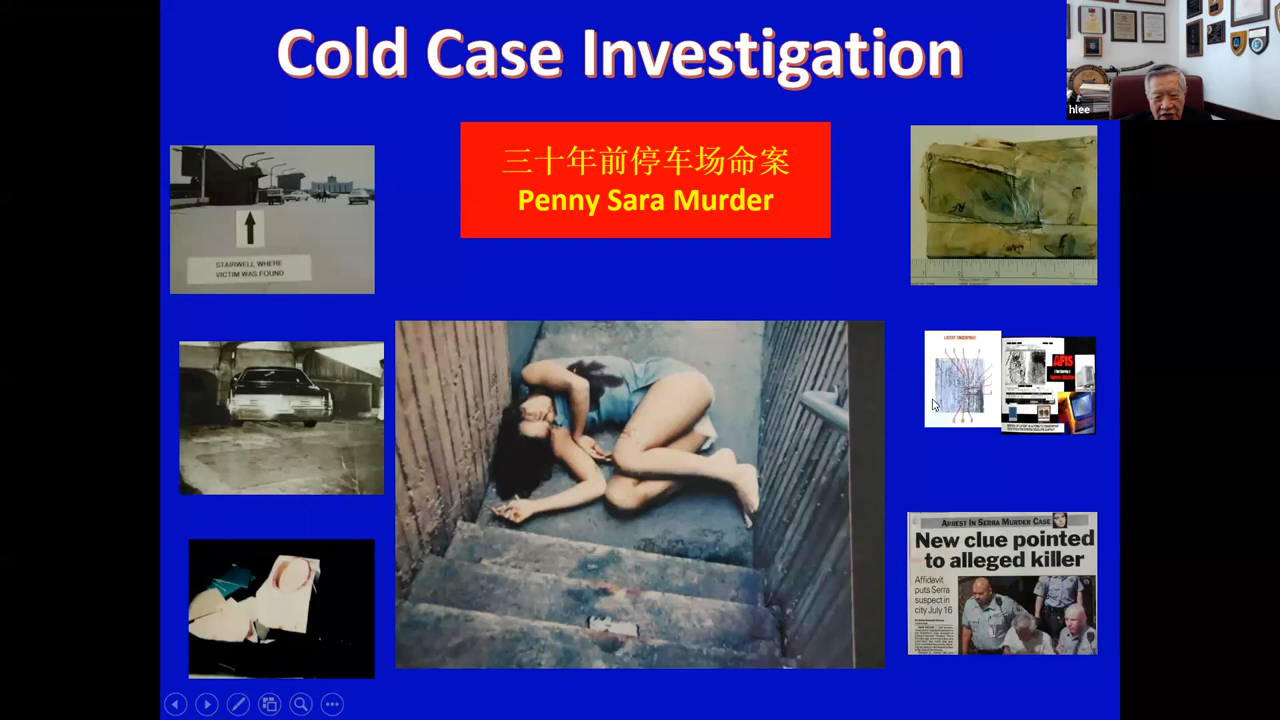 Cold Case Investigation
hlee
三十年前停车场命案
Penny Sara Murder
STAIRWELL WHERE
VICTIM WAS FOUND
LATENT FINGERPRINT
AFIS
ARREST IN SERRA MURDER CASE
New clue pointed
to alleged killer
Affidavit
puts Serra
suspect in
city July 16